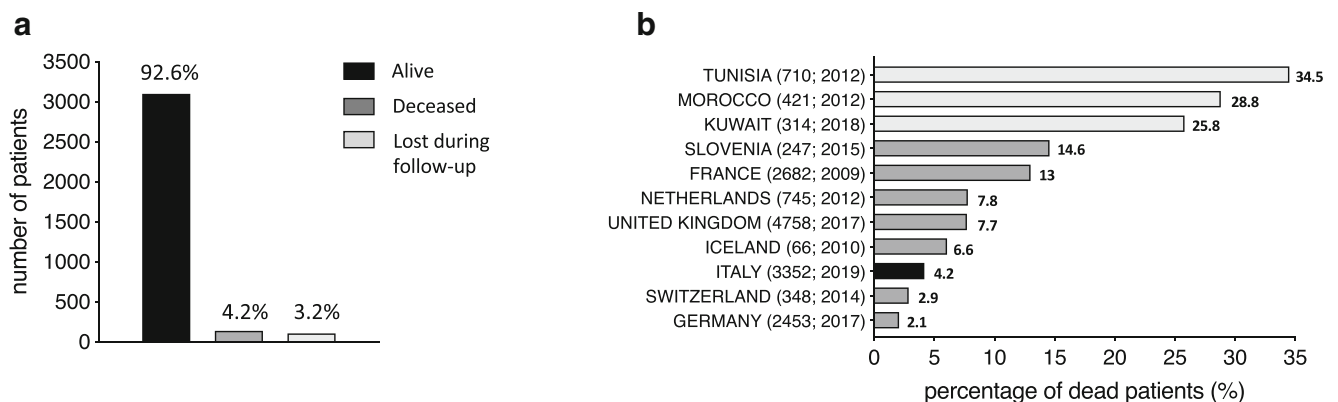 a
3500
3000
2500
2000
1500
1000
500
0
number of patients
92.6%
4.2%
3.2%
Alive
Deceased
Lost during
follow-up
b
TUNISIA (710; 2012)
34.5
MOROCCO (421; 2012)
28.8
KUWAIT (314; 2018)
25.8
SLOVENIA (247; 2015)
14.6
FRANCE (2682; 2009)
13
NETHERLANDS (745; 2012)
7.8
UNITED KINGDOM (4758; 2017)
7.7
ICELAND (66; 2010)
6.6
ITALY (3352; 2019)
4.2
SWITZERLAND (348; 2014)
2.9
GERMANY (2453; 2017)
2.1
0 5 10 15 20 25 30 35
percentage of dead patients (%)